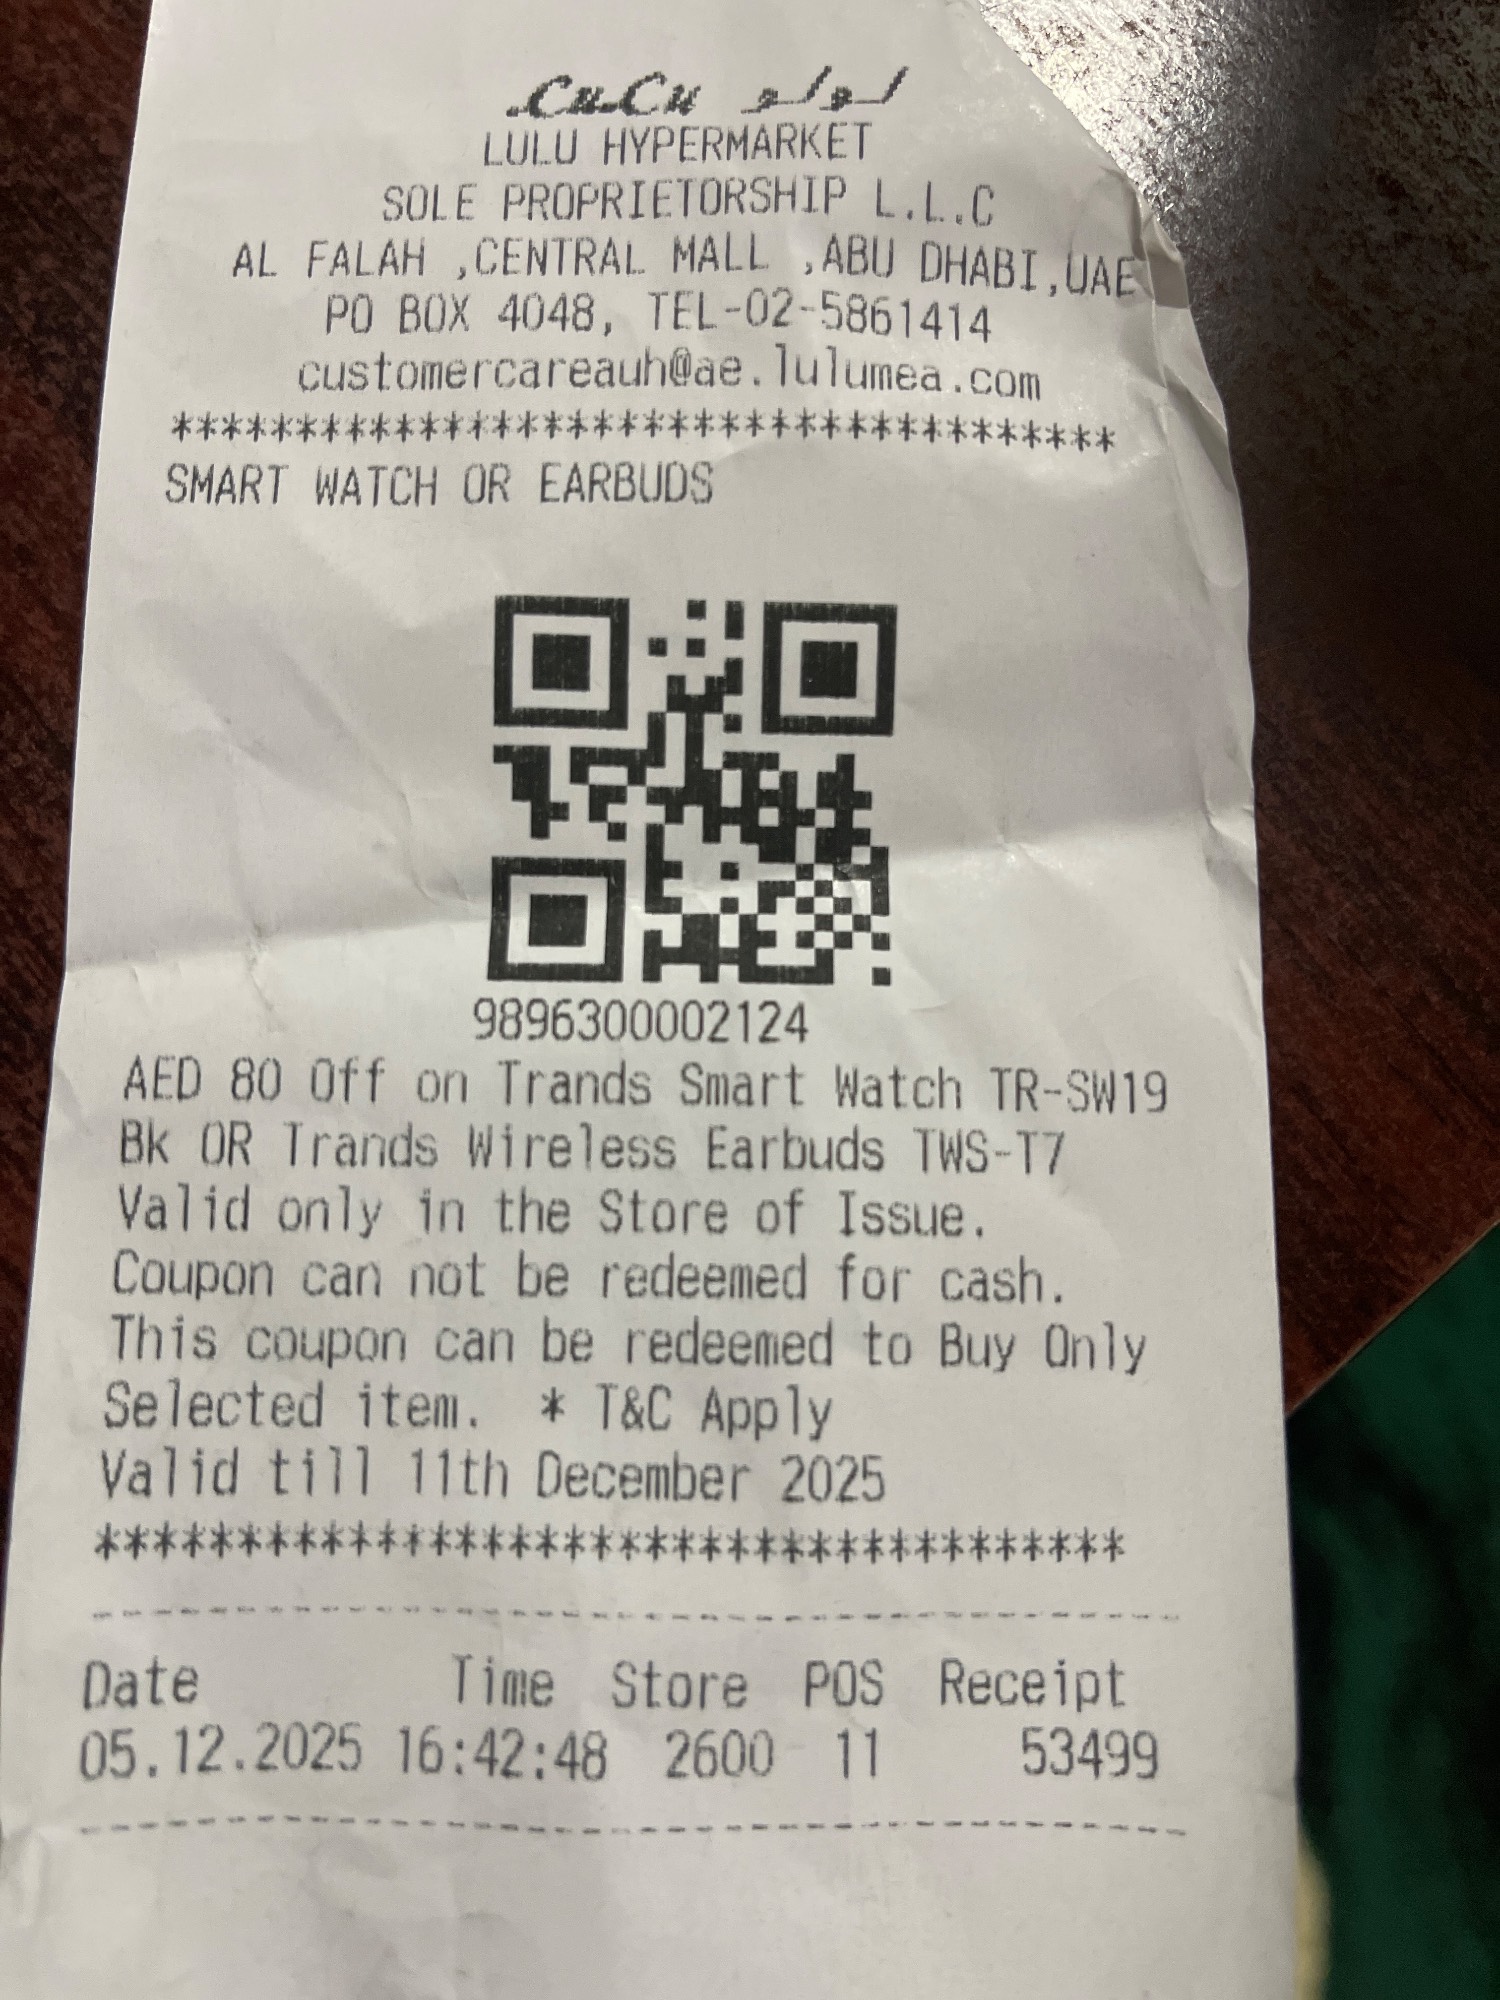 LuLu لولو
LULU HYPERMARKET
SOLE PROPRIETORSHIP L.L.C
AL FALAH ,CENTRAL MALL ,ABU DHABI,UAE
PO BOX 4048, TEL-02-5861414
customercareauh@ae.lulumea.com
**************************************
SMART WATCH OR EARBUDS
9896300002124
AED 80 Off on Trands Smart Watch TR-SW19
Bk OR Trands Wireless Earbuds TWS-T7
Valid only in the Store of Issue.
Coupon can not be redeemed for cash.
This coupon can be redeemed to Buy Only
Selected item.  * T&C Apply
Valid till 11th December 2025
**************************************
----------------------------------------
Date Time Store POS Receipt
05.12.2025 16:42:48 2600 11 53499
----------------------------------------